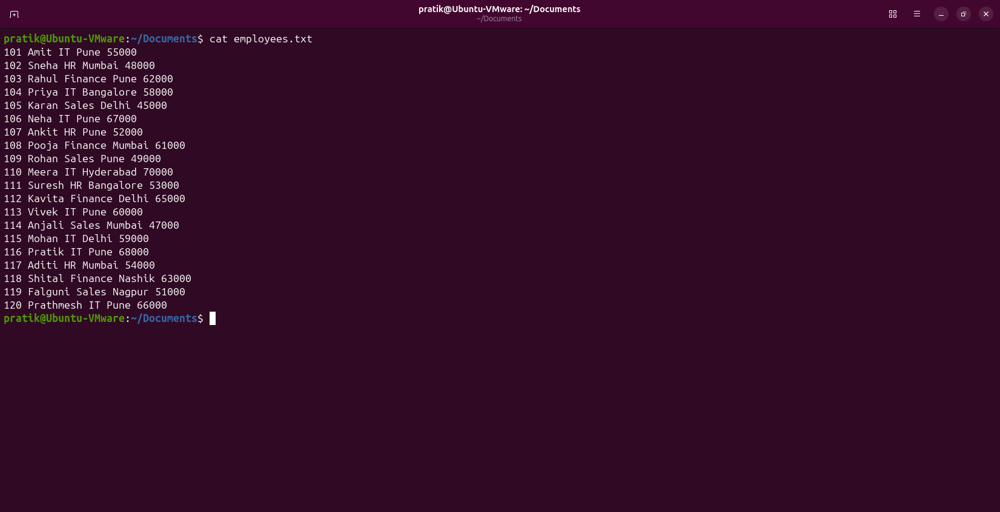 pratik@Ubuntu-VMware: ~/Documents
~/Documents
pratik@Ubuntu-VMware:~/Documents$ cat employees.txt
101 Amit IT Pune 55000
102 Sneha HR Mumbai 48000
103 Rahul Finance Pune 62000
104 Priya IT Bangalore 58000
105 Karan Sales Delhi 45000
106 Neha IT Pune 67000
107 Ankit HR Pune 52000
108 Pooja Finance Mumbai 61000
109 Rohan Sales Pune 49000
110 Meera IT Hyderabad 70000
111 Suresh HR Bangalore 53000
112 Kavita Finance Delhi 65000
113 Vivek IT Pune 60000
114 Anjali Sales Mumbai 47000
115 Mohan IT Delhi 59000
116 Pratik IT Pune 68000
117 Aditi HR Mumbai 54000
118 Shital Finance Nashik 63000
119 Falguni Sales Nagpur 51000
120 Prathmesh IT Pune 66000
pratik@Ubuntu-VMware:~/Documents$